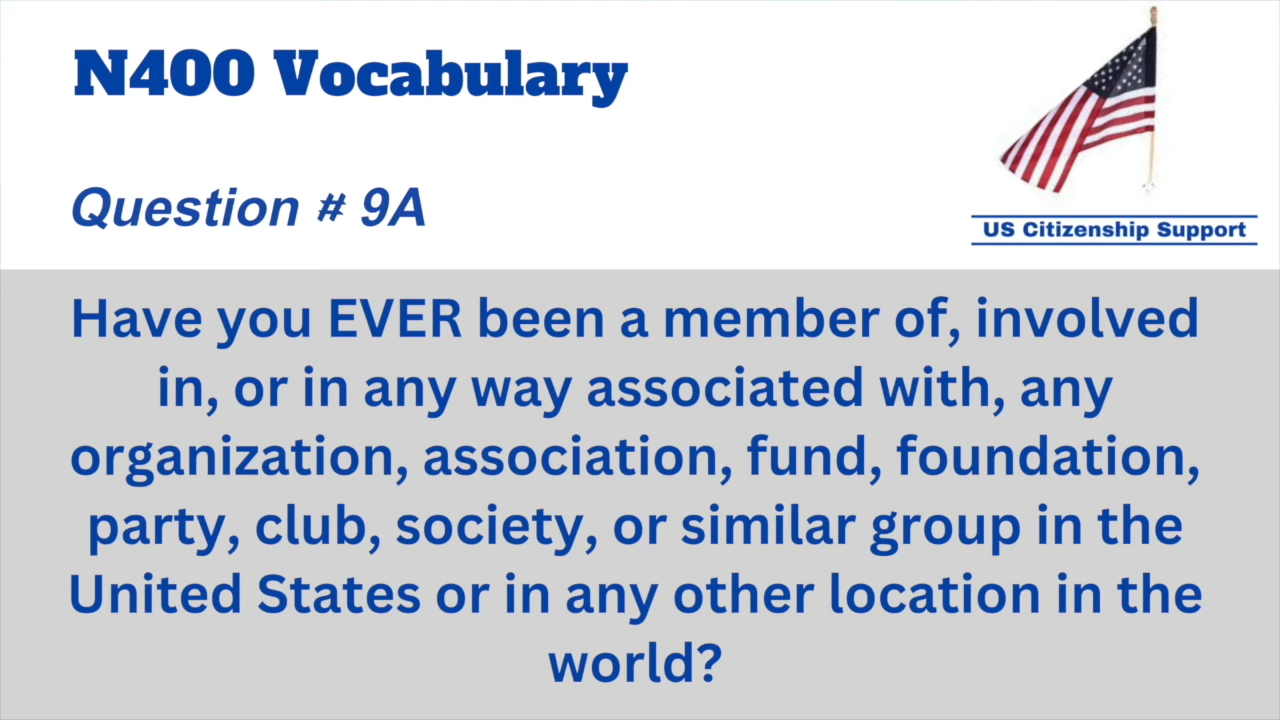 N400 Vocabulary
Question # 9A
US Citizenship Support
Have you EVER been a member of, involved
in, or in any way associated with, any
organization, association, fund, foundation,
party, club, society, or similar group in the
United States or in any other location in the
world?